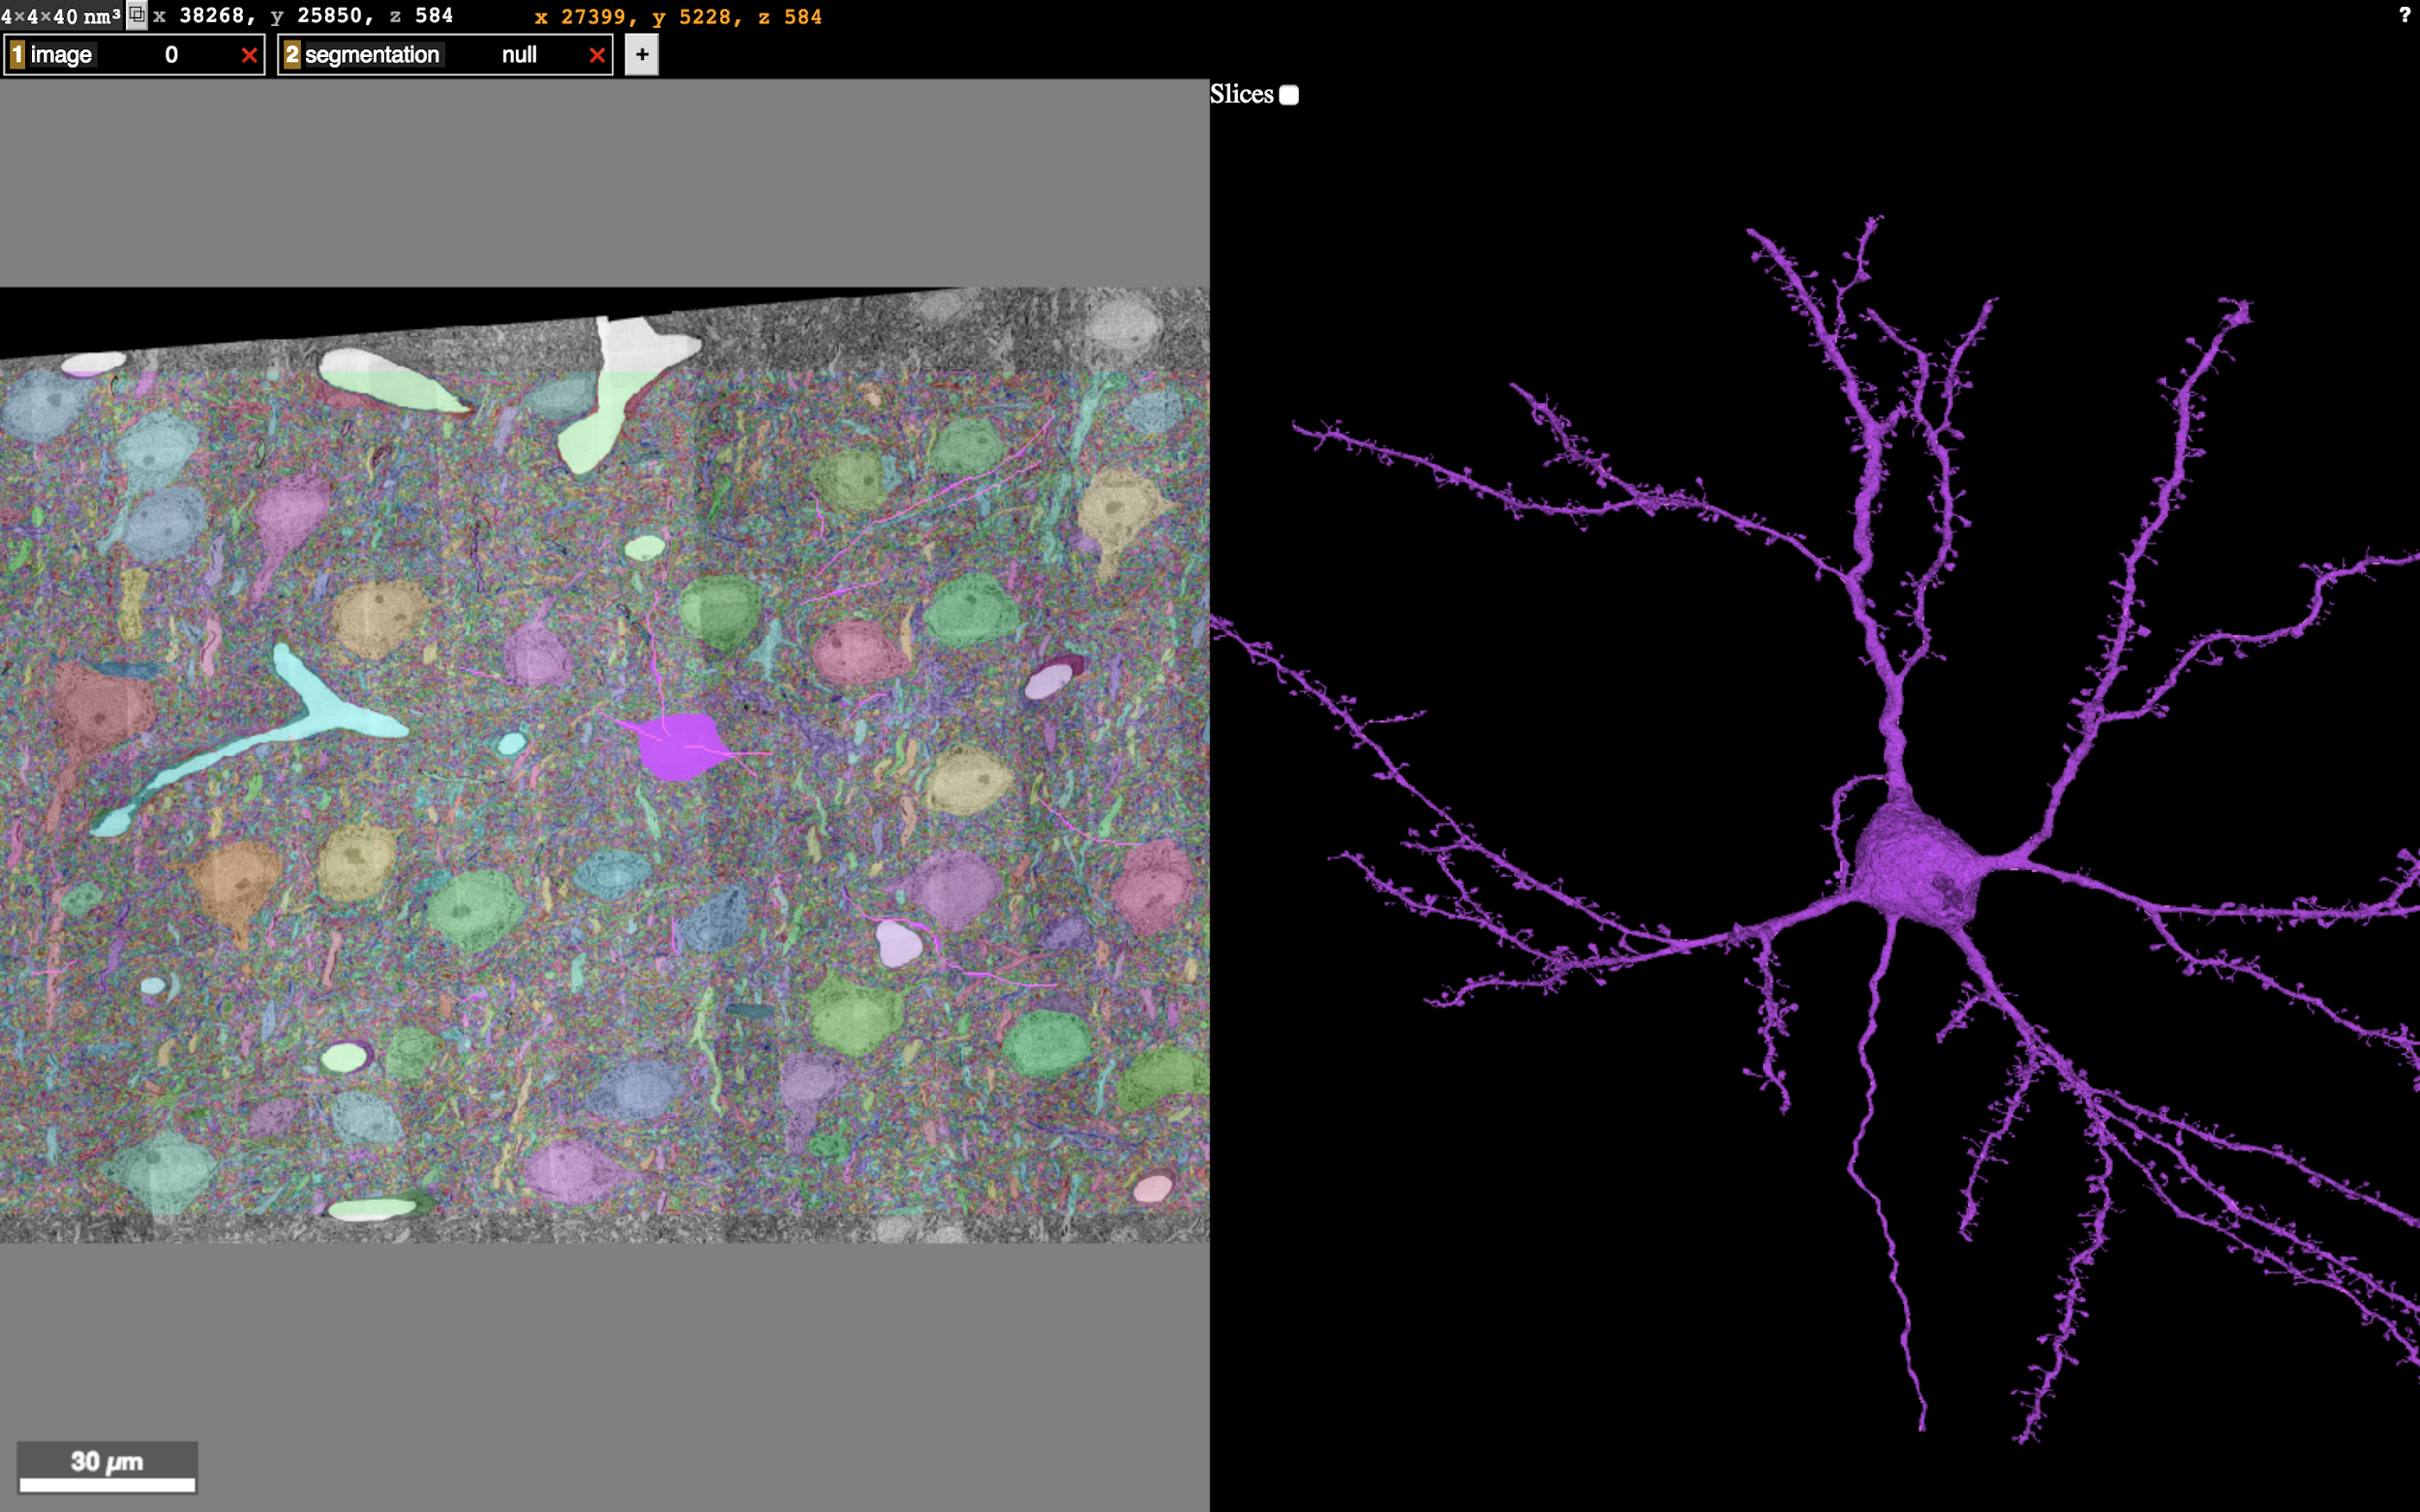 4×4×40 nm³ x 38268, y 25850, z 584 x 27399, y 5228, z 584 ?
1 image 0 × 2 segmentation null × +
Slices
30 µm